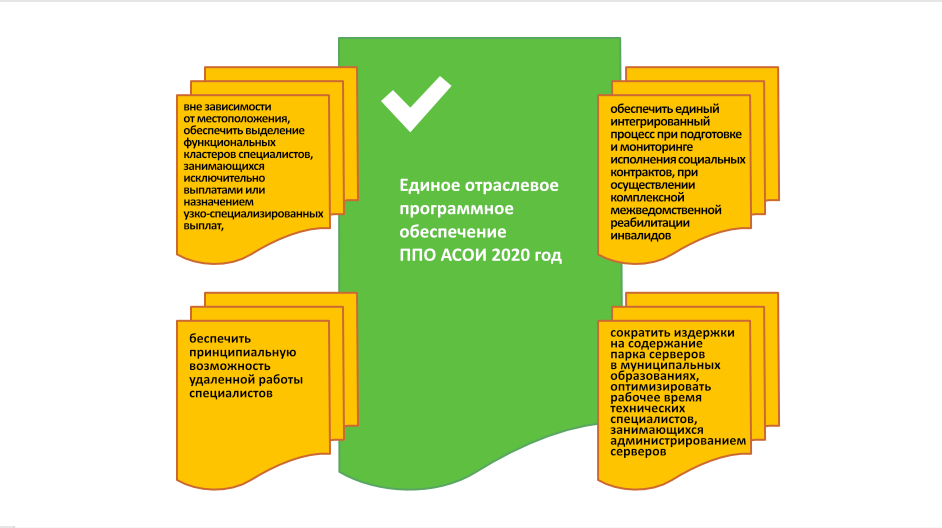 вне зависимости
от местоположения,
обеспечить выделение
функциональных
кластеров специалистов,
занимающихся
исключительно
выплатами или
назначением
узко-специализированных
выплат,
Единое отраслевое
программное
обеспечение
ППО АСОИ 2020 год
обеспечить единый
интегрированный
процесс при подготовке
и мониторинге
исполнения социальных
контрактов, при
осуществлении
комплексной
межведомственной
реабилитации
инвалидов
беспечить
принципиальную
возможность
удаленной работы
специалистов
сократить издержки
на содержание
парка серверов
в муниципальных
образованиях,
оптимизировать
рабочее время
технических
специалистов,
занимающихся
администрированием
серверов